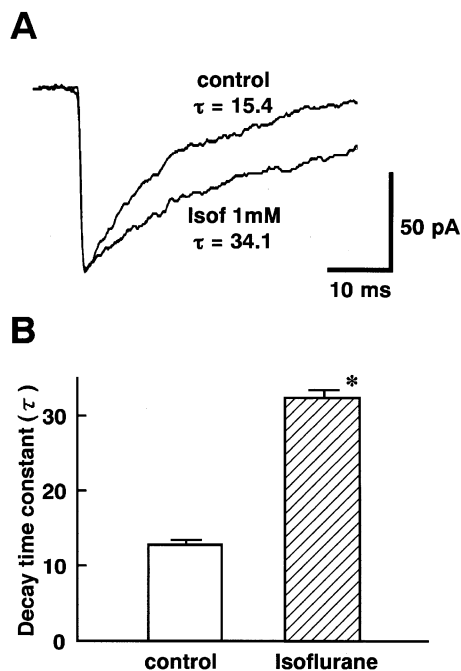 A
control
τ = 15.4
Isof 1mM
τ = 34.1
50 pA
10 ms
B
Decay time constant (τ)
30
20
10
0
*
control
Isoflurane